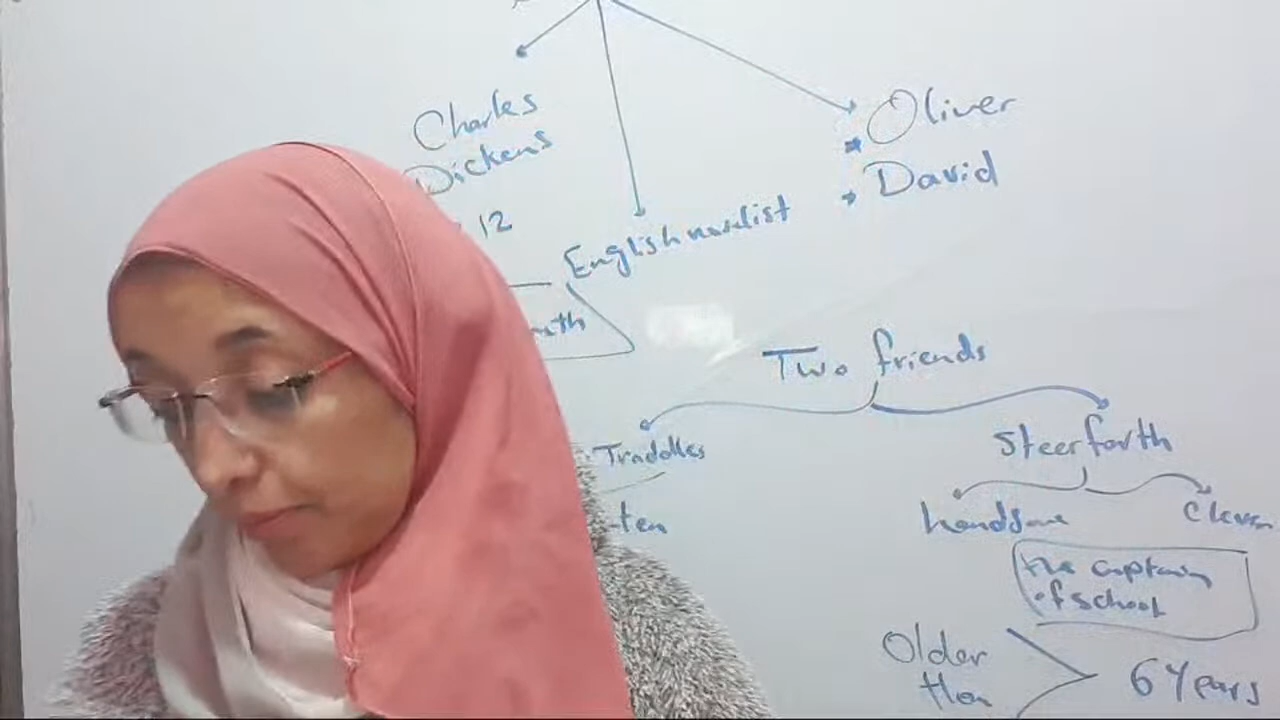 Charles
Dickens
12
English novelist
Oliver
David
Two friends
Traddles
ten
Steerforth
handsome
clever
the captain
of school
Older
than
6 years